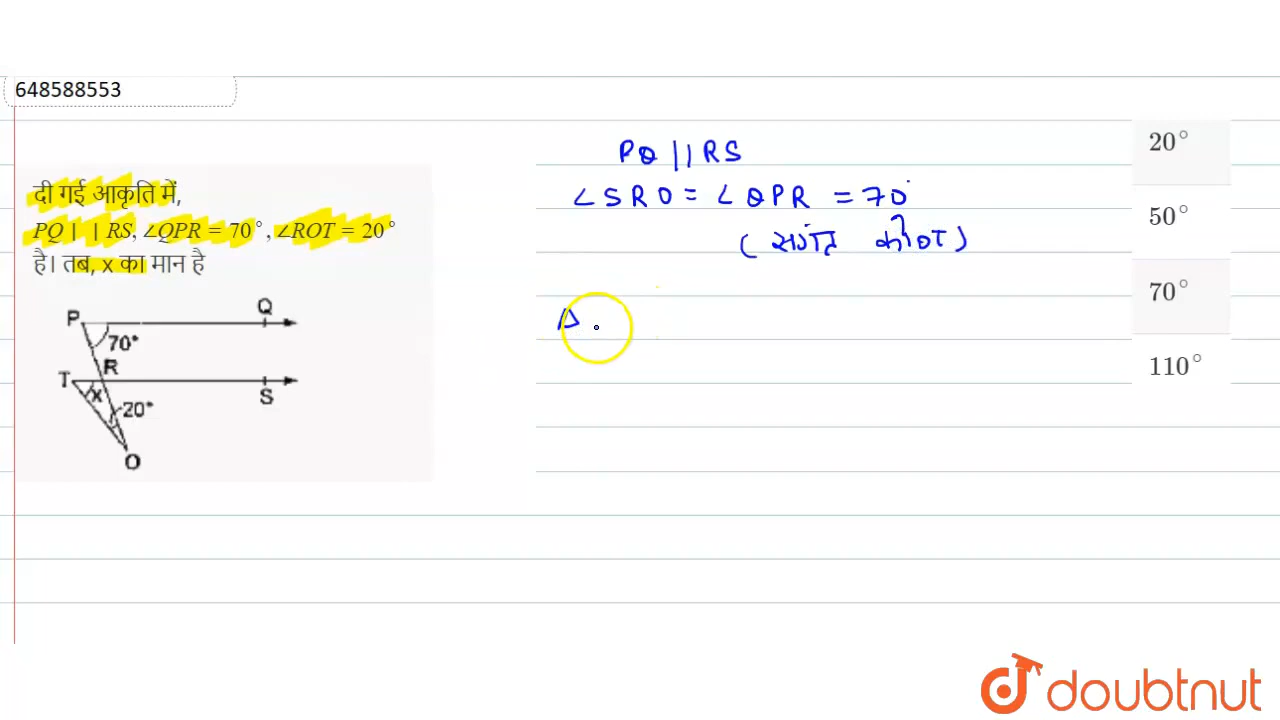 648588553
दी गई आकृति में,
PQ | | RS, ∠QPR = 70°, ∠ROT = 20°
है। तब, x का मान है
P
Q
70°
R
T
x
S
20°
O
PQ || RS
∠SRO = ∠QPR = 70°
(संगत कोण)
Δ
20°
50°
70°
110°
doubtnut